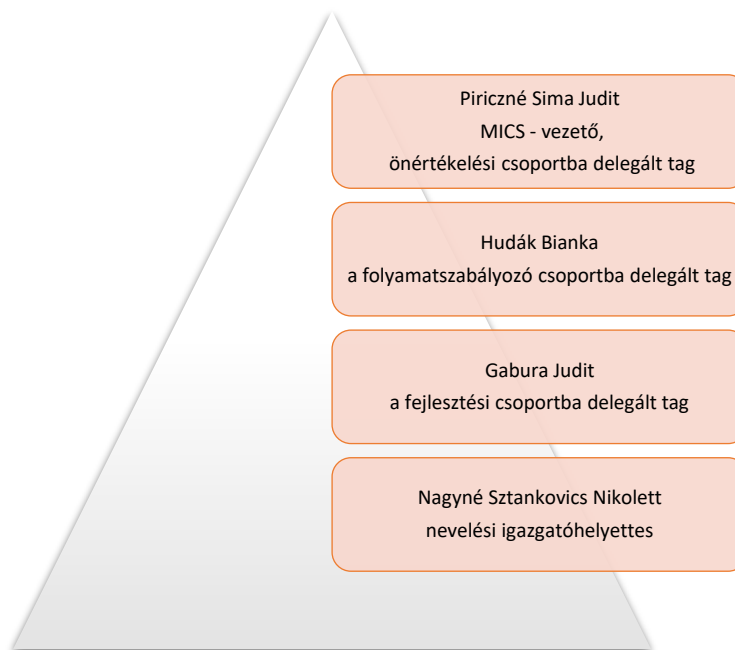 Piriczné Sima Judit
MICS - vezető,
önértékelési csoportba delegált tag
Hudák Bianka
a folyamatszabályozó csoportba delegált tag
Gabura Judit
a fejlesztési csoportba delegált tag
Nagyné Sztankovics Nikolett
nevelési igazgatóhelyettes